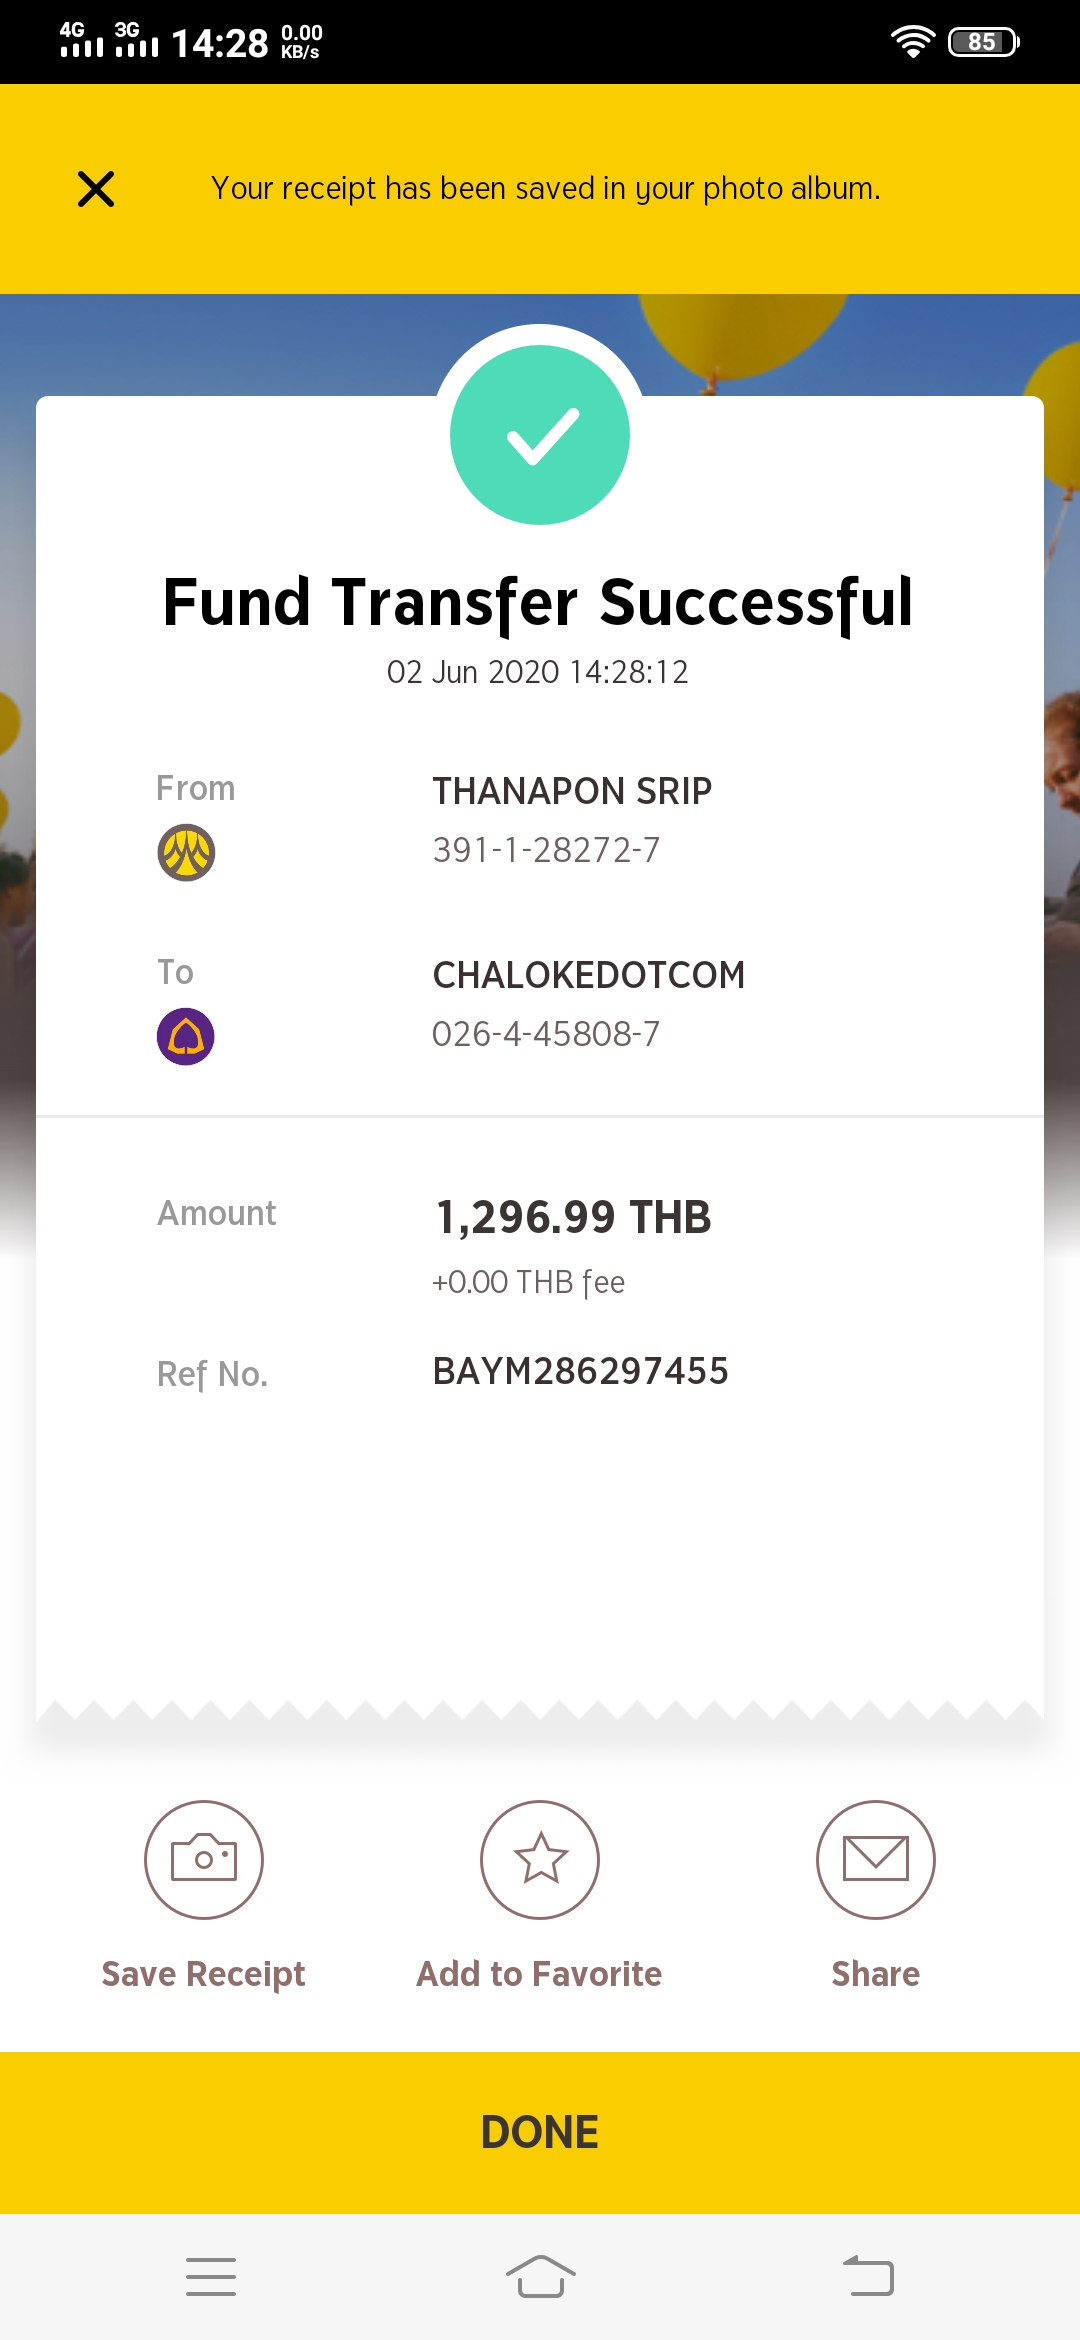 4G 3G 14:28 0.00 KB/s 85
Your receipt has been saved in your photo album.
Fund Transfer Successful
02 Jun 2020 14:28:12
From THANAPON SRIP
391-1-28272-7
To CHALOKEDOTCOM
026-4-45808-7
Amount 1,296.99 THB
+0.00 THB fee
Ref No. BAYM286297455
Save Receipt Add to Favorite Share
DONE